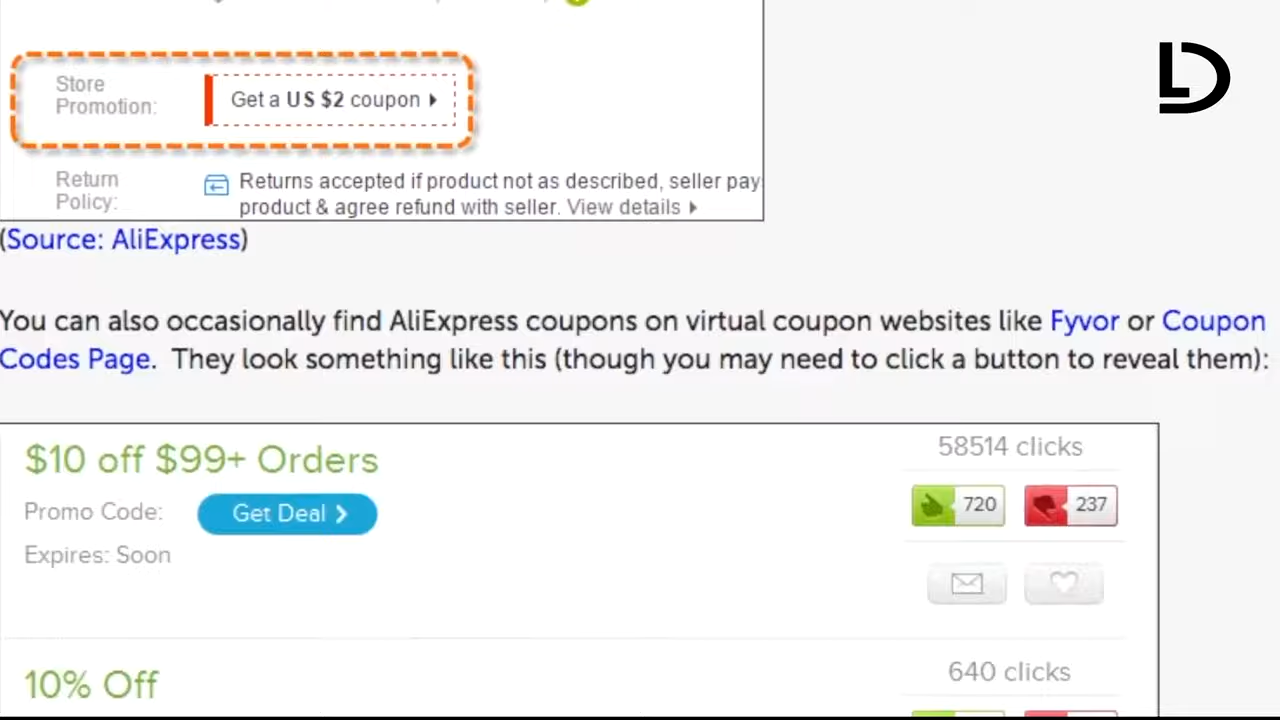 Store
Promotion:
Get a US $2 coupon
Return
Policy:
Returns accepted if product not as described, seller pay
product & agree refund with seller. View details
(Source: AliExpress)
You can also occasionally find AliExpress coupons on virtual coupon websites like Fyvor or Coupon
Codes Page. They look something like this (though you may need to click a button to reveal them):
$10 off $99+ Orders
58514 clicks
Promo Code:
Get Deal
720
237
Expires: Soon
10% Off
640 clicks